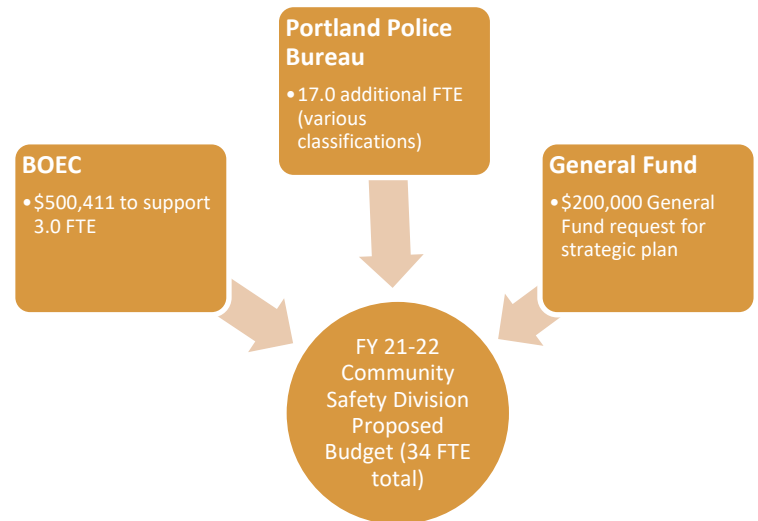 Portland Police
Bureau
•17.0 additional FTE
(various
classifications)
BOEC
•$500,411 to support
3.0 FTE
General Fund
•$200,000 General
Fund request for
strategic plan
FY 21-22
Community
Safety Division
Proposed
Budget (34 FTE
total)